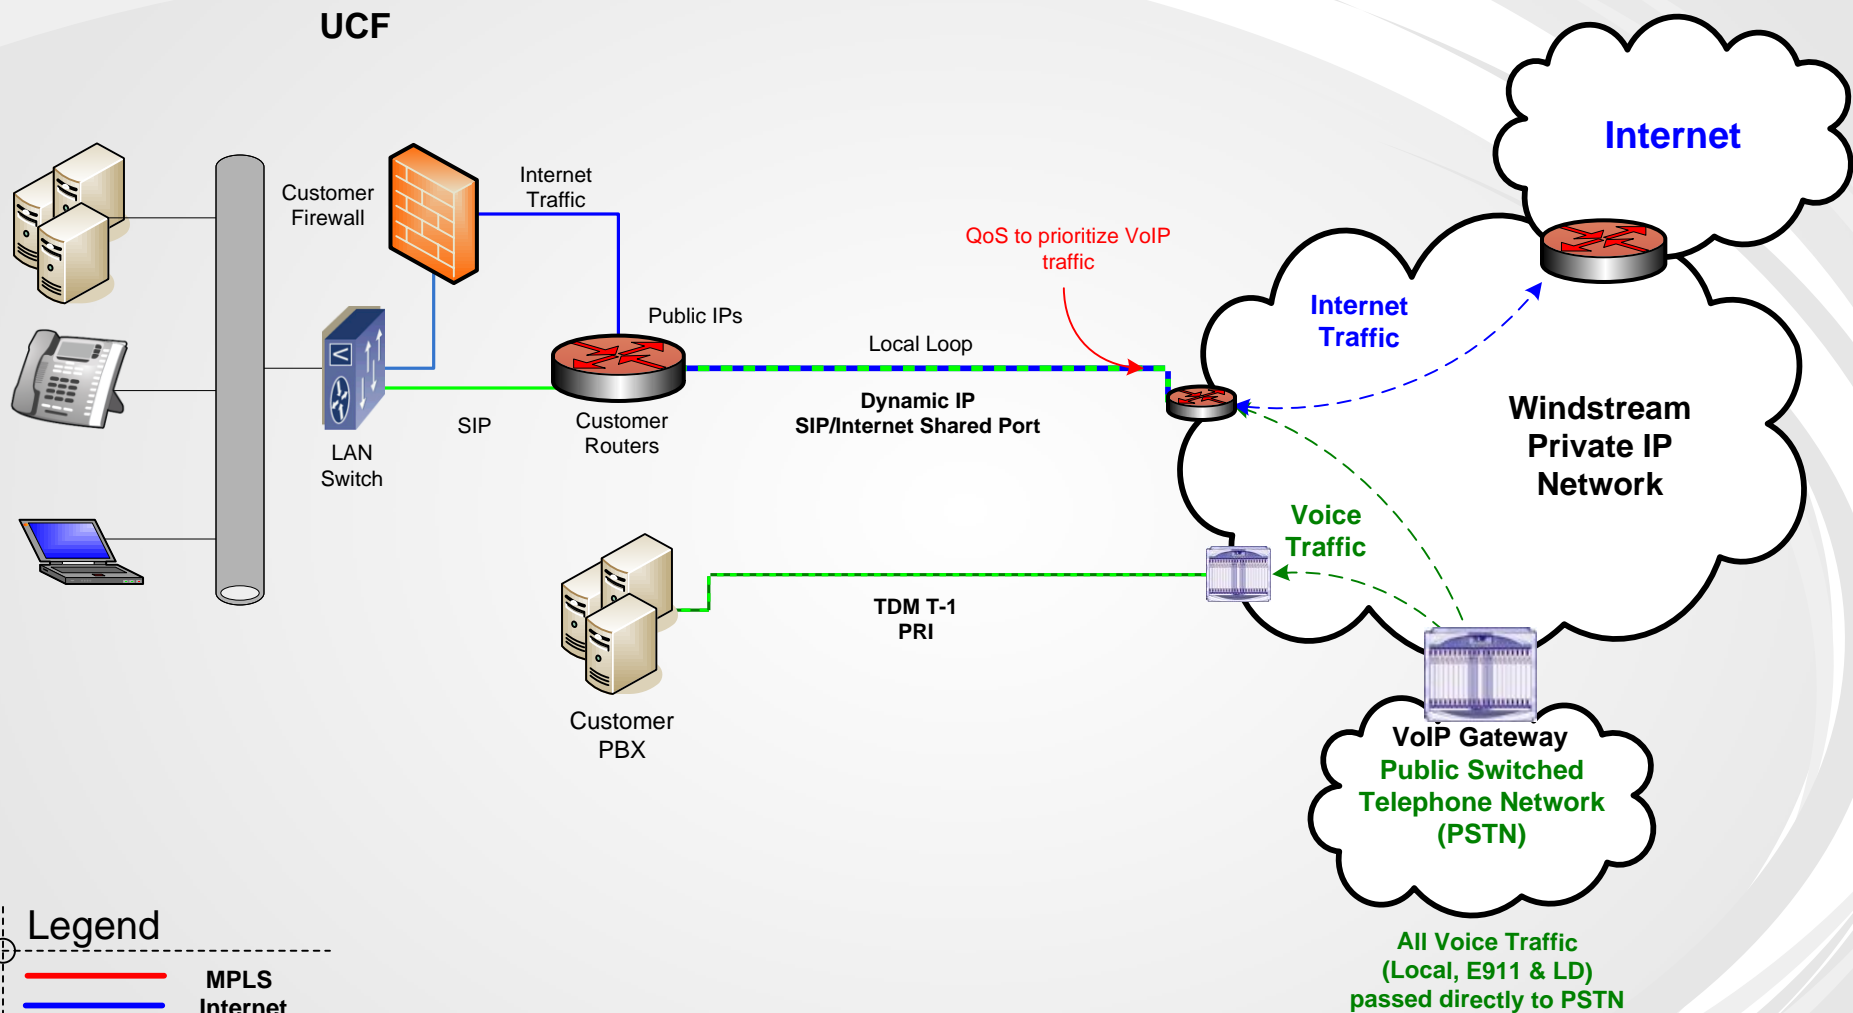 UCF
Customer
Firewall
Internet
Traffic
Public IPs
LAN
Switch
SIP
Customer
Routers
Local Loop
Dynamic IP
SIP/Internet Shared Port
QoS to prioritize VoIP
traffic
Internet
Internet
Traffic
Windstream
Private IP
Network
Voice
Traffic
TDM T-1
PRI
Customer
PBX
VoIP Gateway
Public Switched
Telephone Network
(PSTN)
All Voice Traffic
(Local, E911 & LD)
passed directly to PSTN
Legend
MPLS
Internet
V